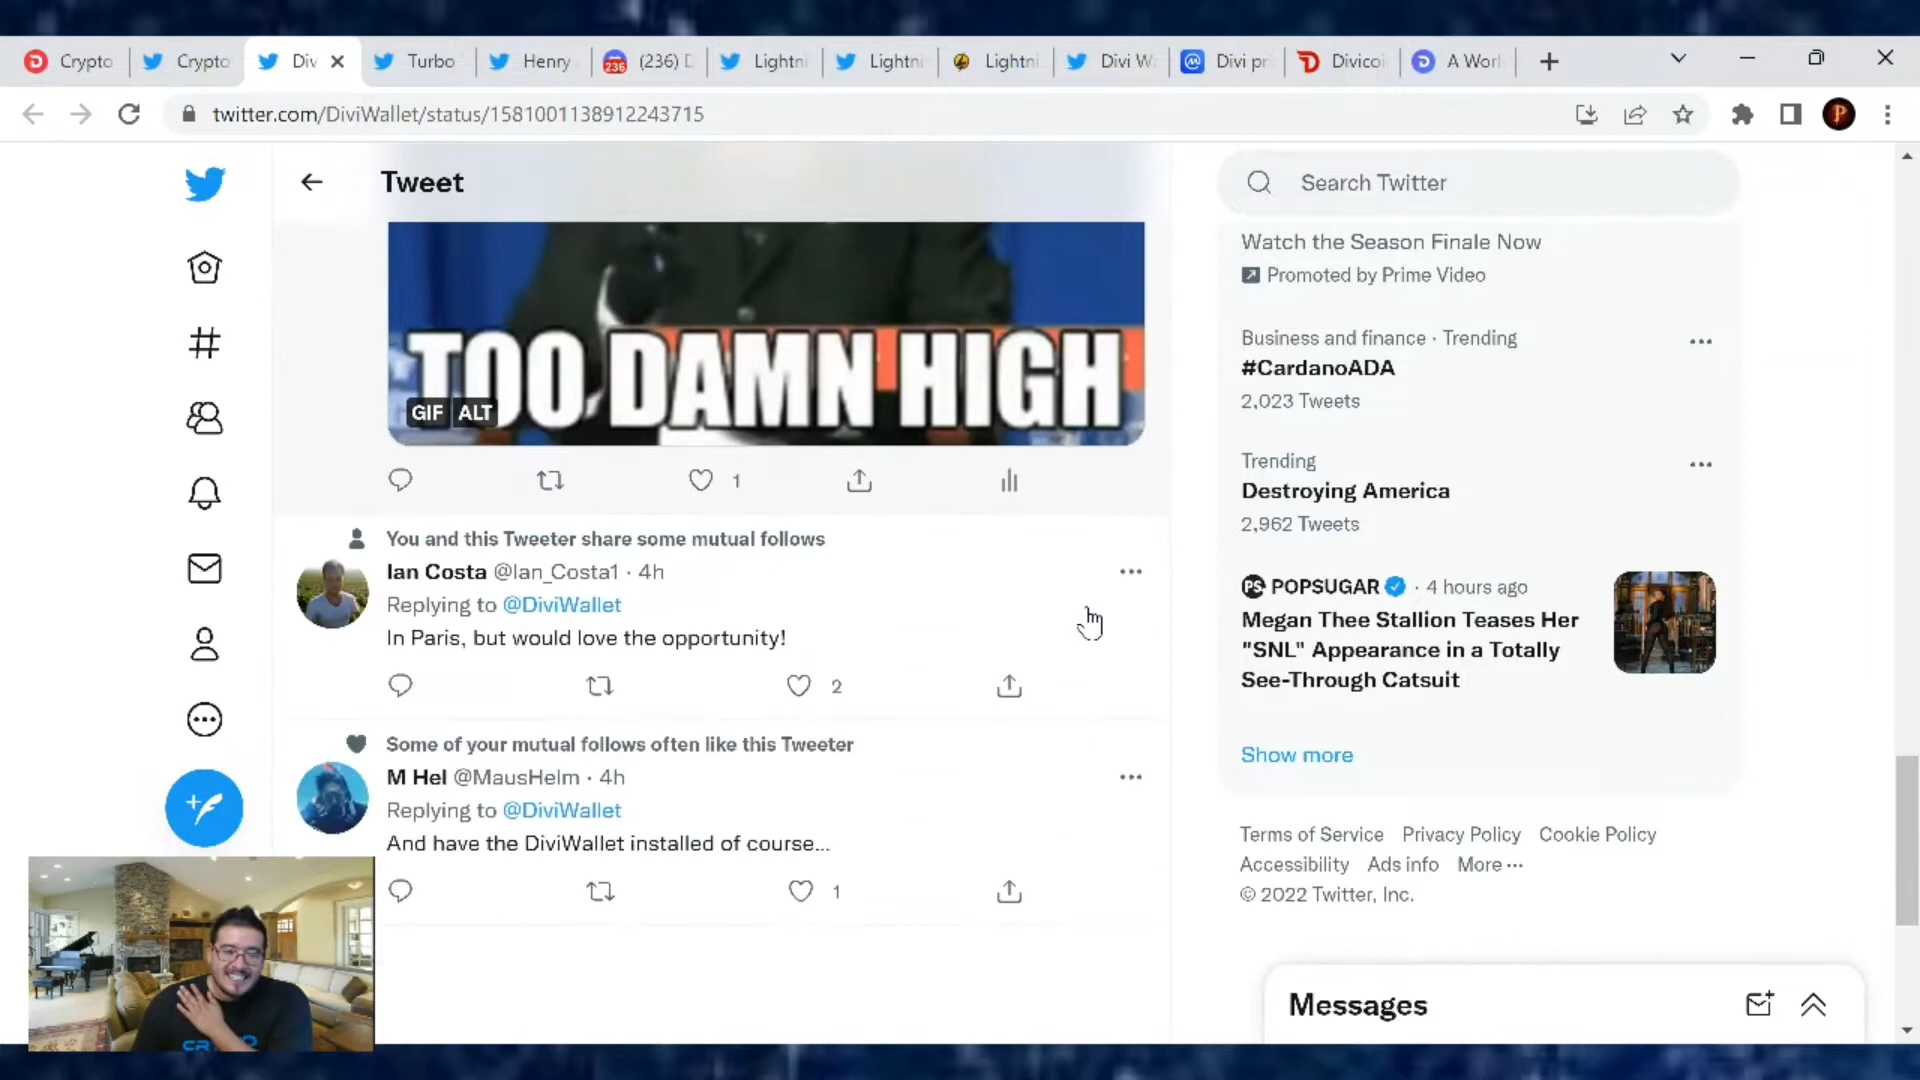 Crypto
Crypto
Div
Turbo
Henry
236
(236) D
Lightni
Lightni
Lightni
Divi W
Divi pr
Divicoi
A Worl
twitter.com/DiviWallet/status/1581001138912243715
P
Tweet
Search Twitter
TOO DAMN HIGH
GIF ALT
1
You and this Tweeter share some mutual follows
Ian Costa @Ian_Costa1 · 4h
Replying to @DiviWallet
In Paris, but would love the opportunity!
2
Some of your mutual follows often like this Tweeter
M Hel @MausHelm · 4h
Replying to @DiviWallet
And have the DiviWallet installed of course...
1
Watch the Season Finale Now
Promoted by Prime Video
Business and finance · Trending
#CardanoADA
2,023 Tweets
Trending
Destroying America
2,962 Tweets
PS POPSUGAR · 4 hours ago
Megan Thee Stallion Teases Her
"SNL" Appearance in a Totally
See-Through Catsuit
Show more
Terms of Service Privacy Policy Cookie Policy
Accessibility Ads info More ···
© 2022 Twitter, Inc.
Messages